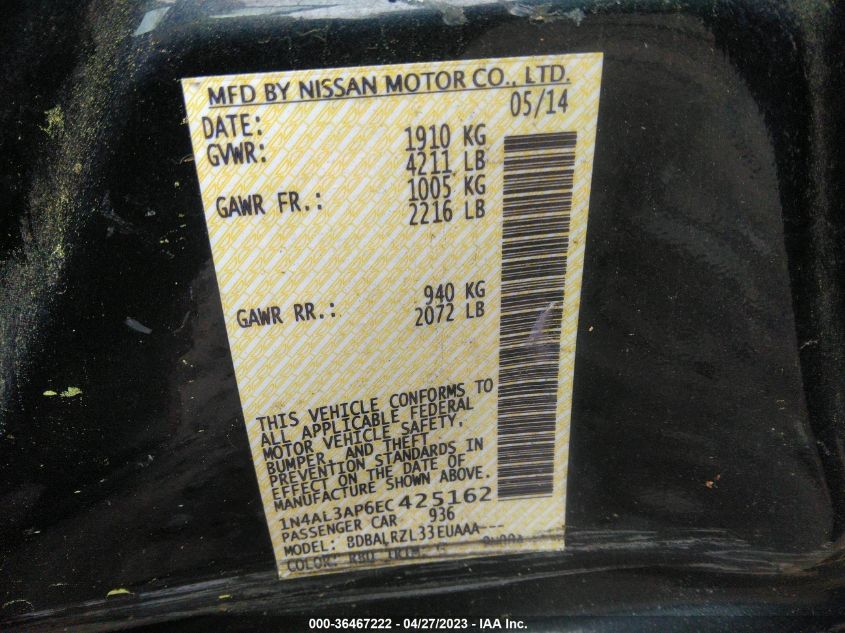 MFD BY NISSAN MOTOR CO., LTD.
DATE: 05/14
GVWR: 1910 KG
4211 LB
GAWR FR.: 1005 KG
2216 LB
GAWR RR.: 940 KG
2072 LB
THIS VEHICLE CONFORMS TO
ALL APPLICABLE FEDERAL
MOTOR VEHICLE SAFETY,
BUMPER, AND THEFT
PREVENTION STANDARDS IN
EFFECT ON THE DATE OF
MANUFACTURE SHOWN ABOVE.
1N4AL3AP6EC425162
PASSENGER CAR 936
MODEL: BDBALRZL33EUAAA---
COLOR: TRIM:
000-36467222 - 04/27/2023 - IAA Inc.